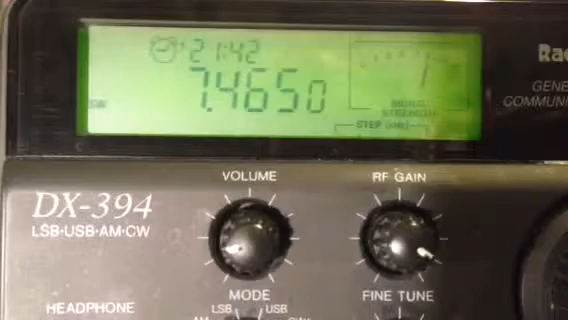 21:42
7.4650
SW
SIGNAL
STRENGTH
STEP (kHz)
DX-394
LSB·USB·AM·CW
VOLUME
RF GAIN
HEADPHONE
MODE
LSB USB
FINE TUNE